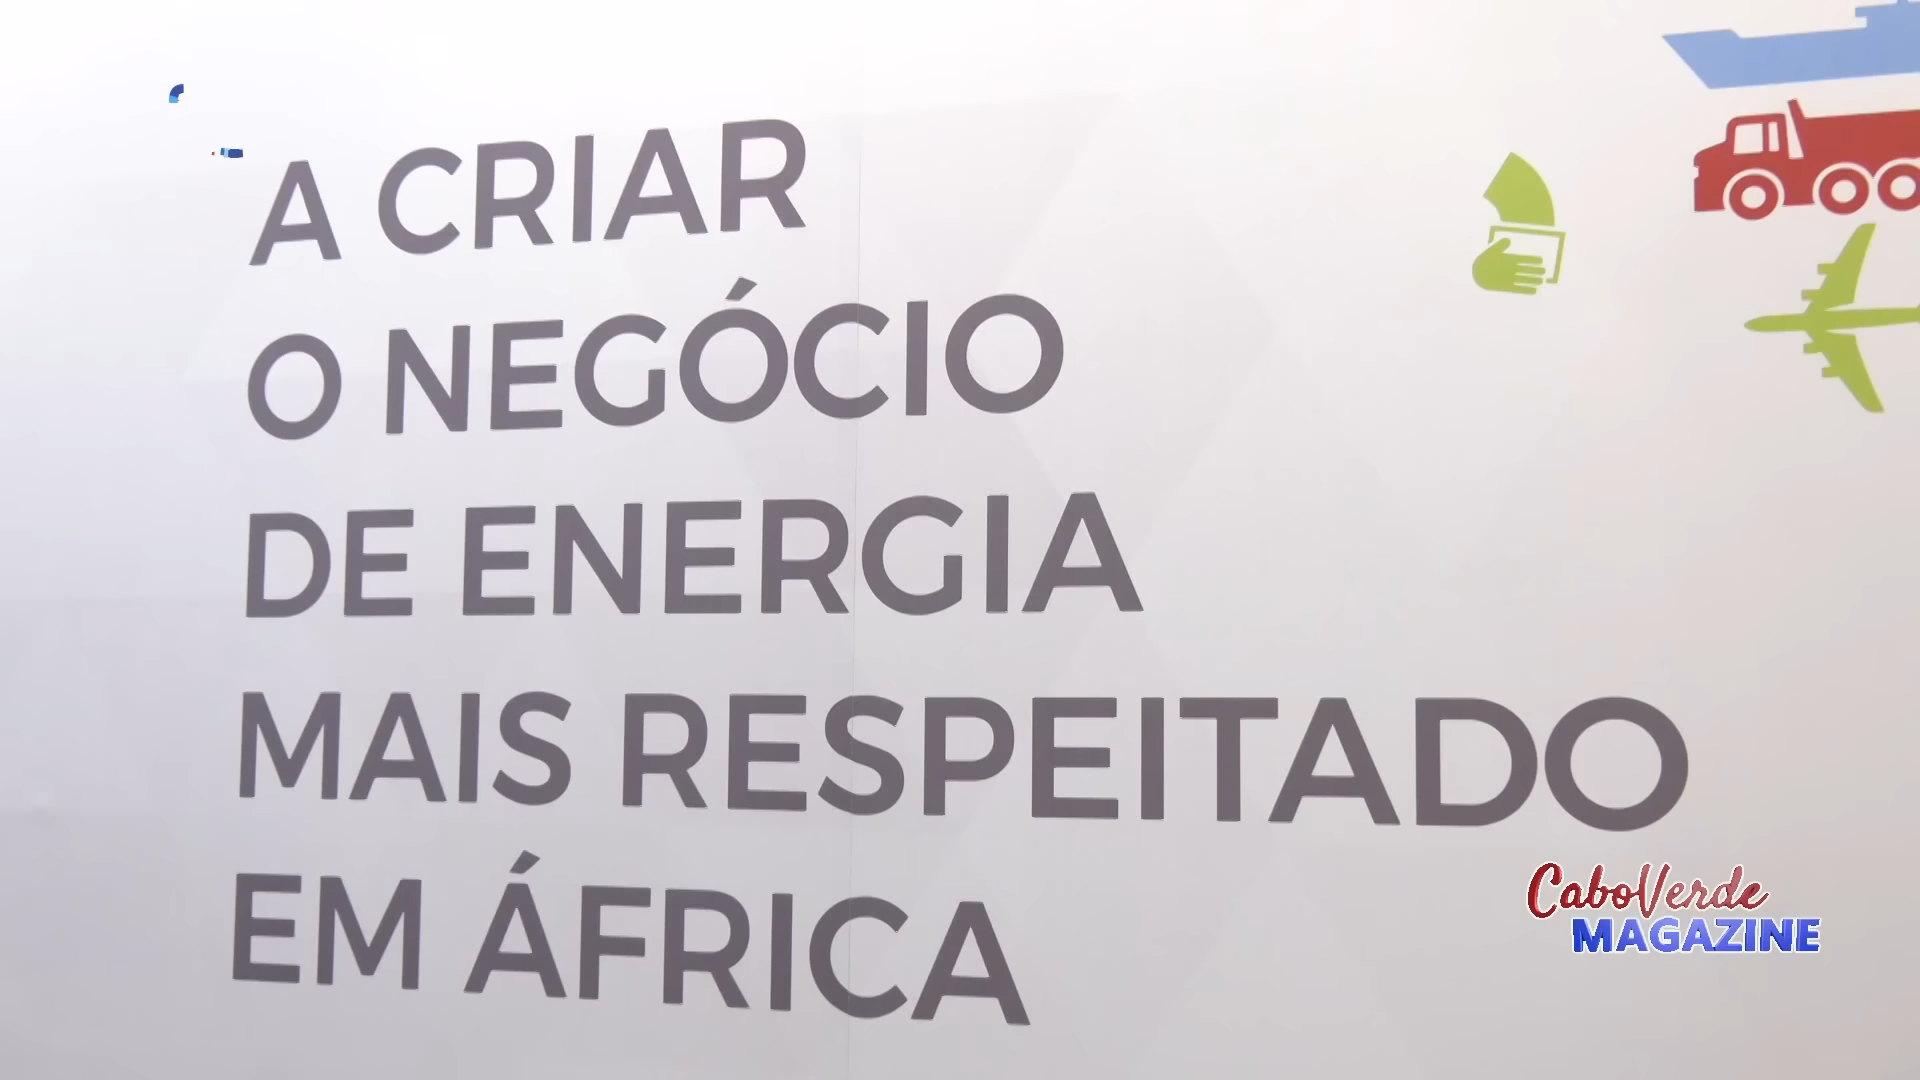 A CRIAR
O NEGÓCIO
DE ENERGIA
MAIS RESPEITADO
EM ÁFRICA
CaboVerde
MAGAZINE